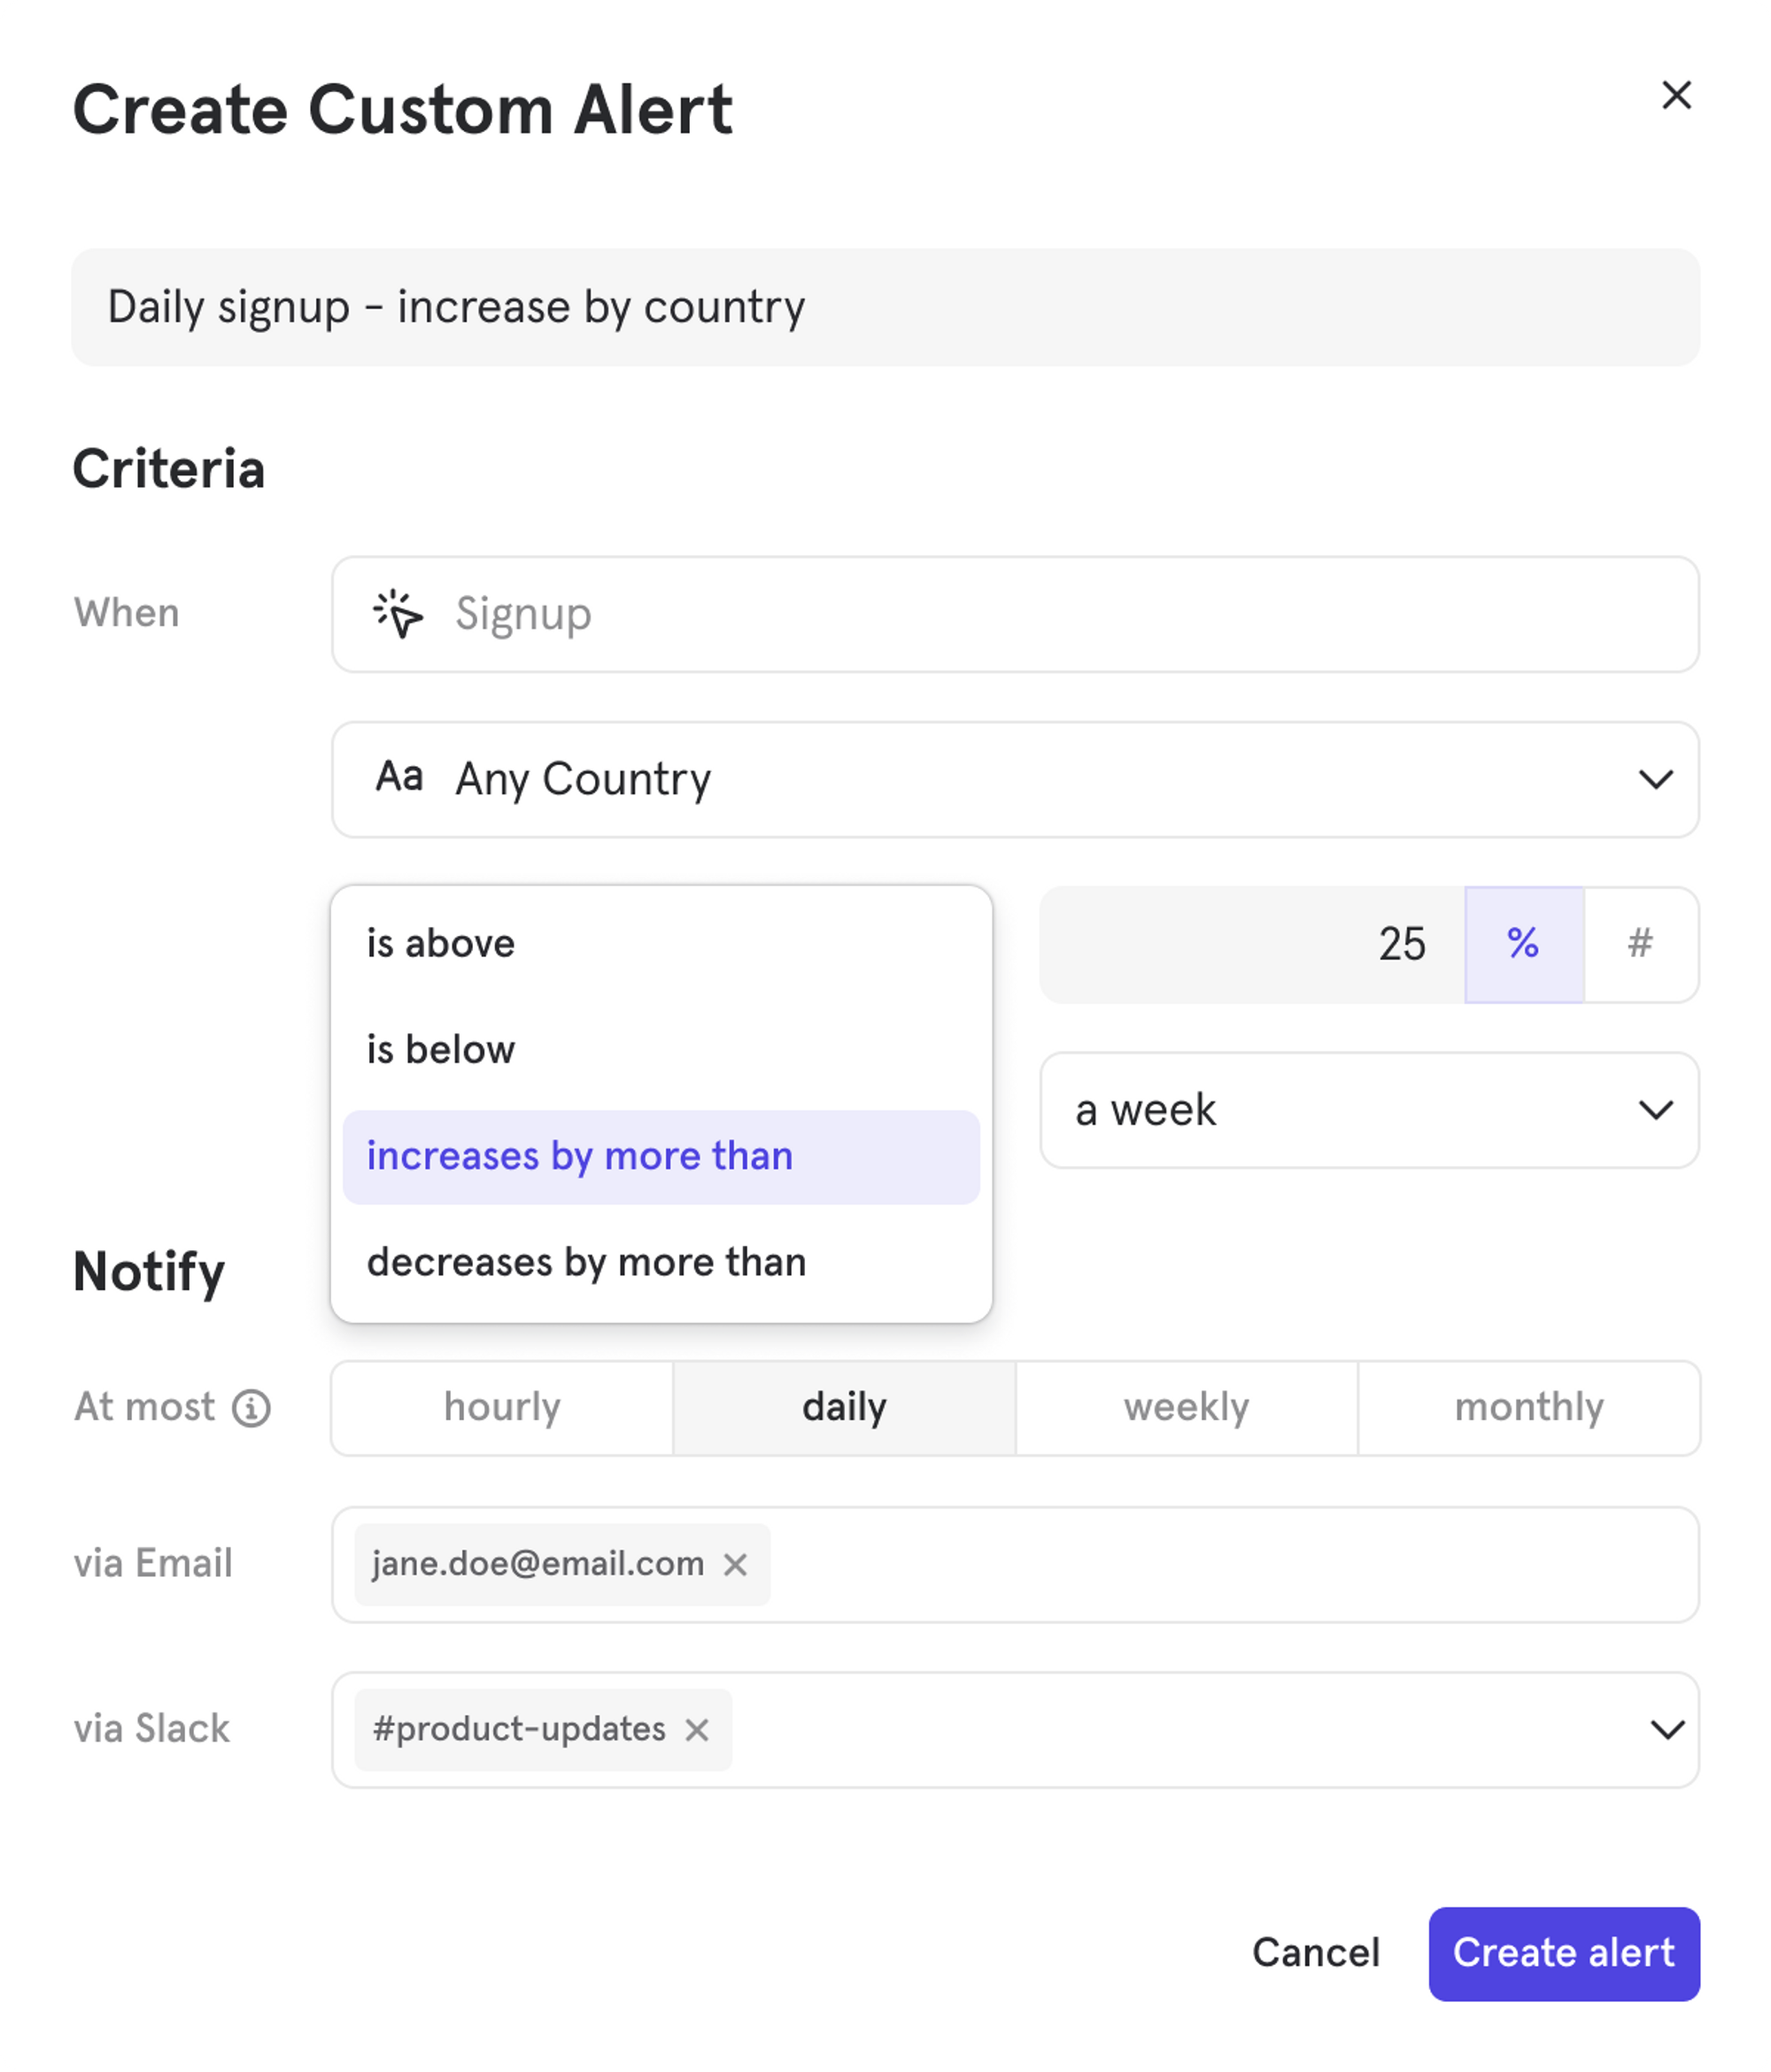 Create Custom Alert
Daily signup - increase by country
Criteria
When
Signup
Aa Any Country
is above
is below
increases by more than
decreases by more than
25 % #
a week
Notify
At most
hourly daily weekly monthly
via Email
jane.doe@email.com
via Slack
#product-updates
Cancel Create alert